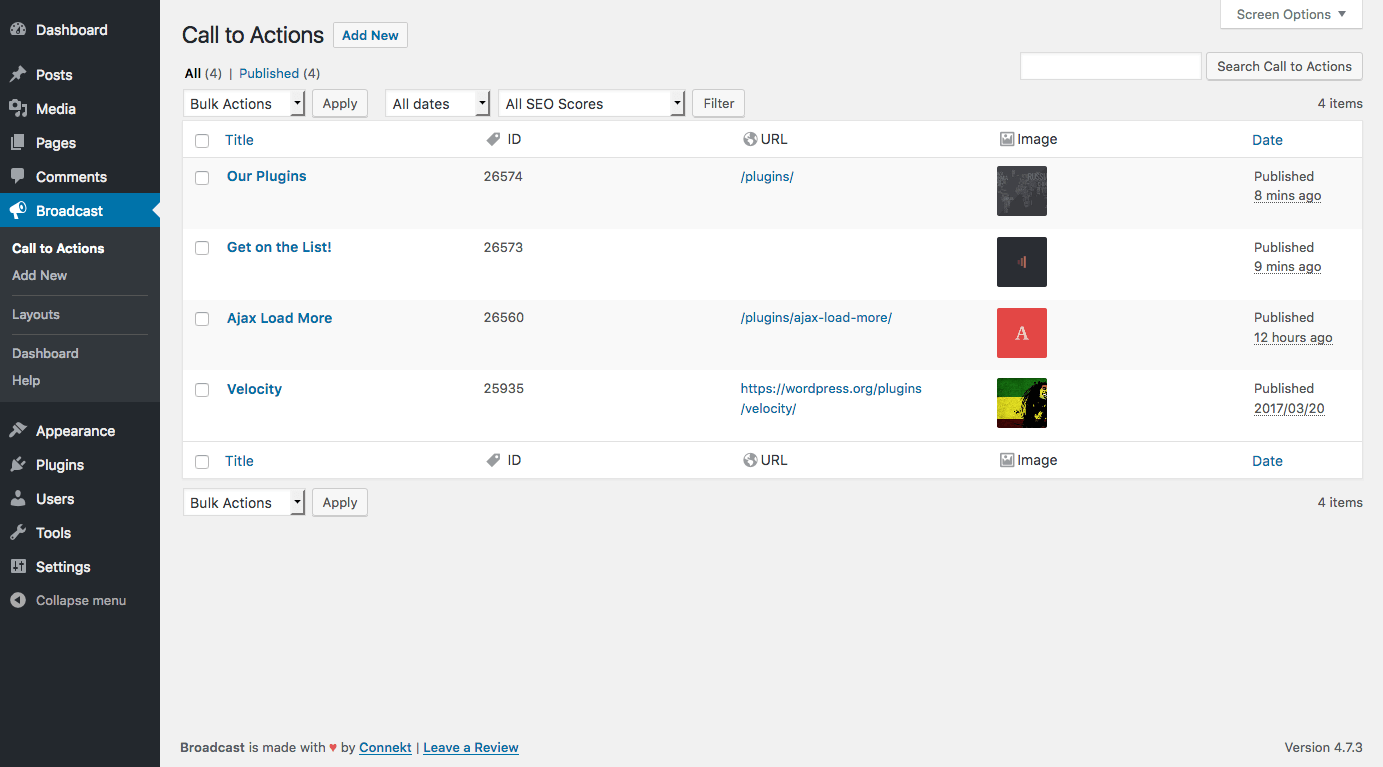 Dashboard
Posts
Media
Pages
Comments
Broadcast
Call to Actions
Add New
Layouts
Dashboard
Help
Appearance
Plugins
Users
Tools
Settings
Collapse menu
Screen Options
Call to Actions Add New
All (4) | Published (4)
Search Call to Actions
Bulk Actions Apply All dates All SEO Scores Filter 4 items
Title ID URL Image Date
Our Plugins 26574 /plugins/ Published
8 mins ago
Get on the List! 26573 Published
9 mins ago
Ajax Load More 26560 /plugins/ajax-load-more/ A Published
12 hours ago
Velocity 25935 https://wordpress.org/plugins Published
/velocity/ 2017/03/20
Title ID URL Image Date
Bulk Actions Apply 4 items
Broadcast is made with ♥ by Connekt | Leave a Review Version 4.7.3